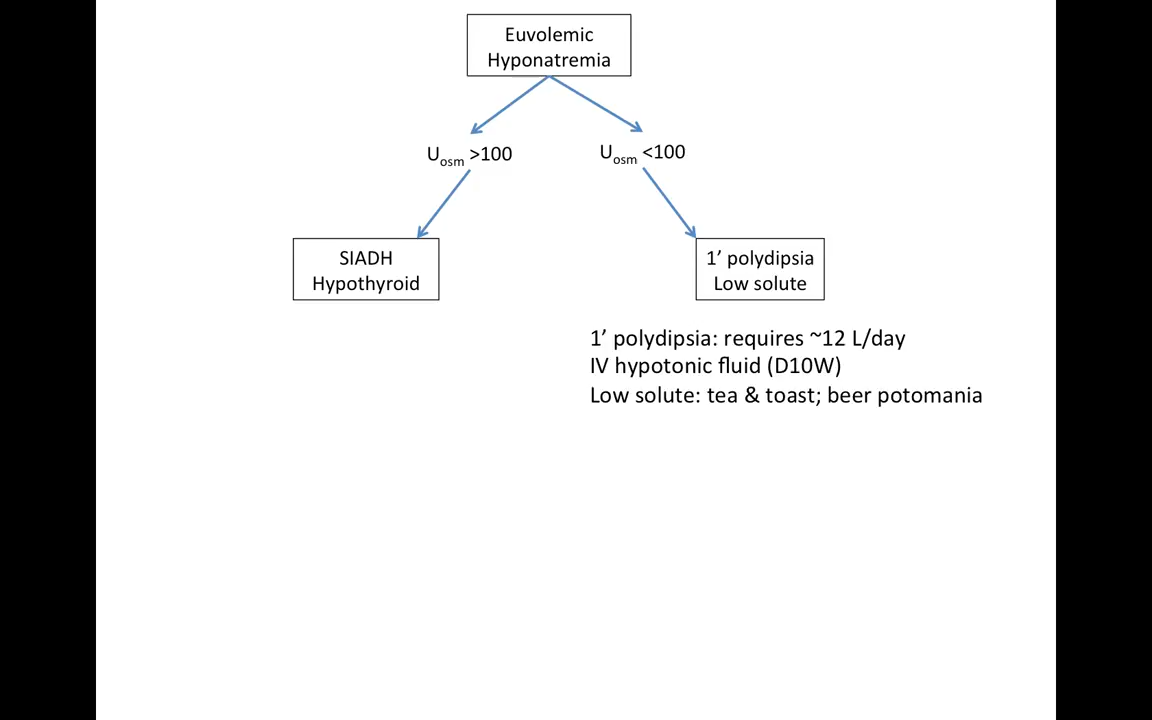 Euvolemic
Hyponatremia
Uosm >100
Uosm <100
SIADH
Hypothyroid
1’ polydipsia
Low solute
1’ polydipsia: requires ~12 L/day
IV hypotonic fluid (D10W)
Low solute: tea & toast; beer potomania